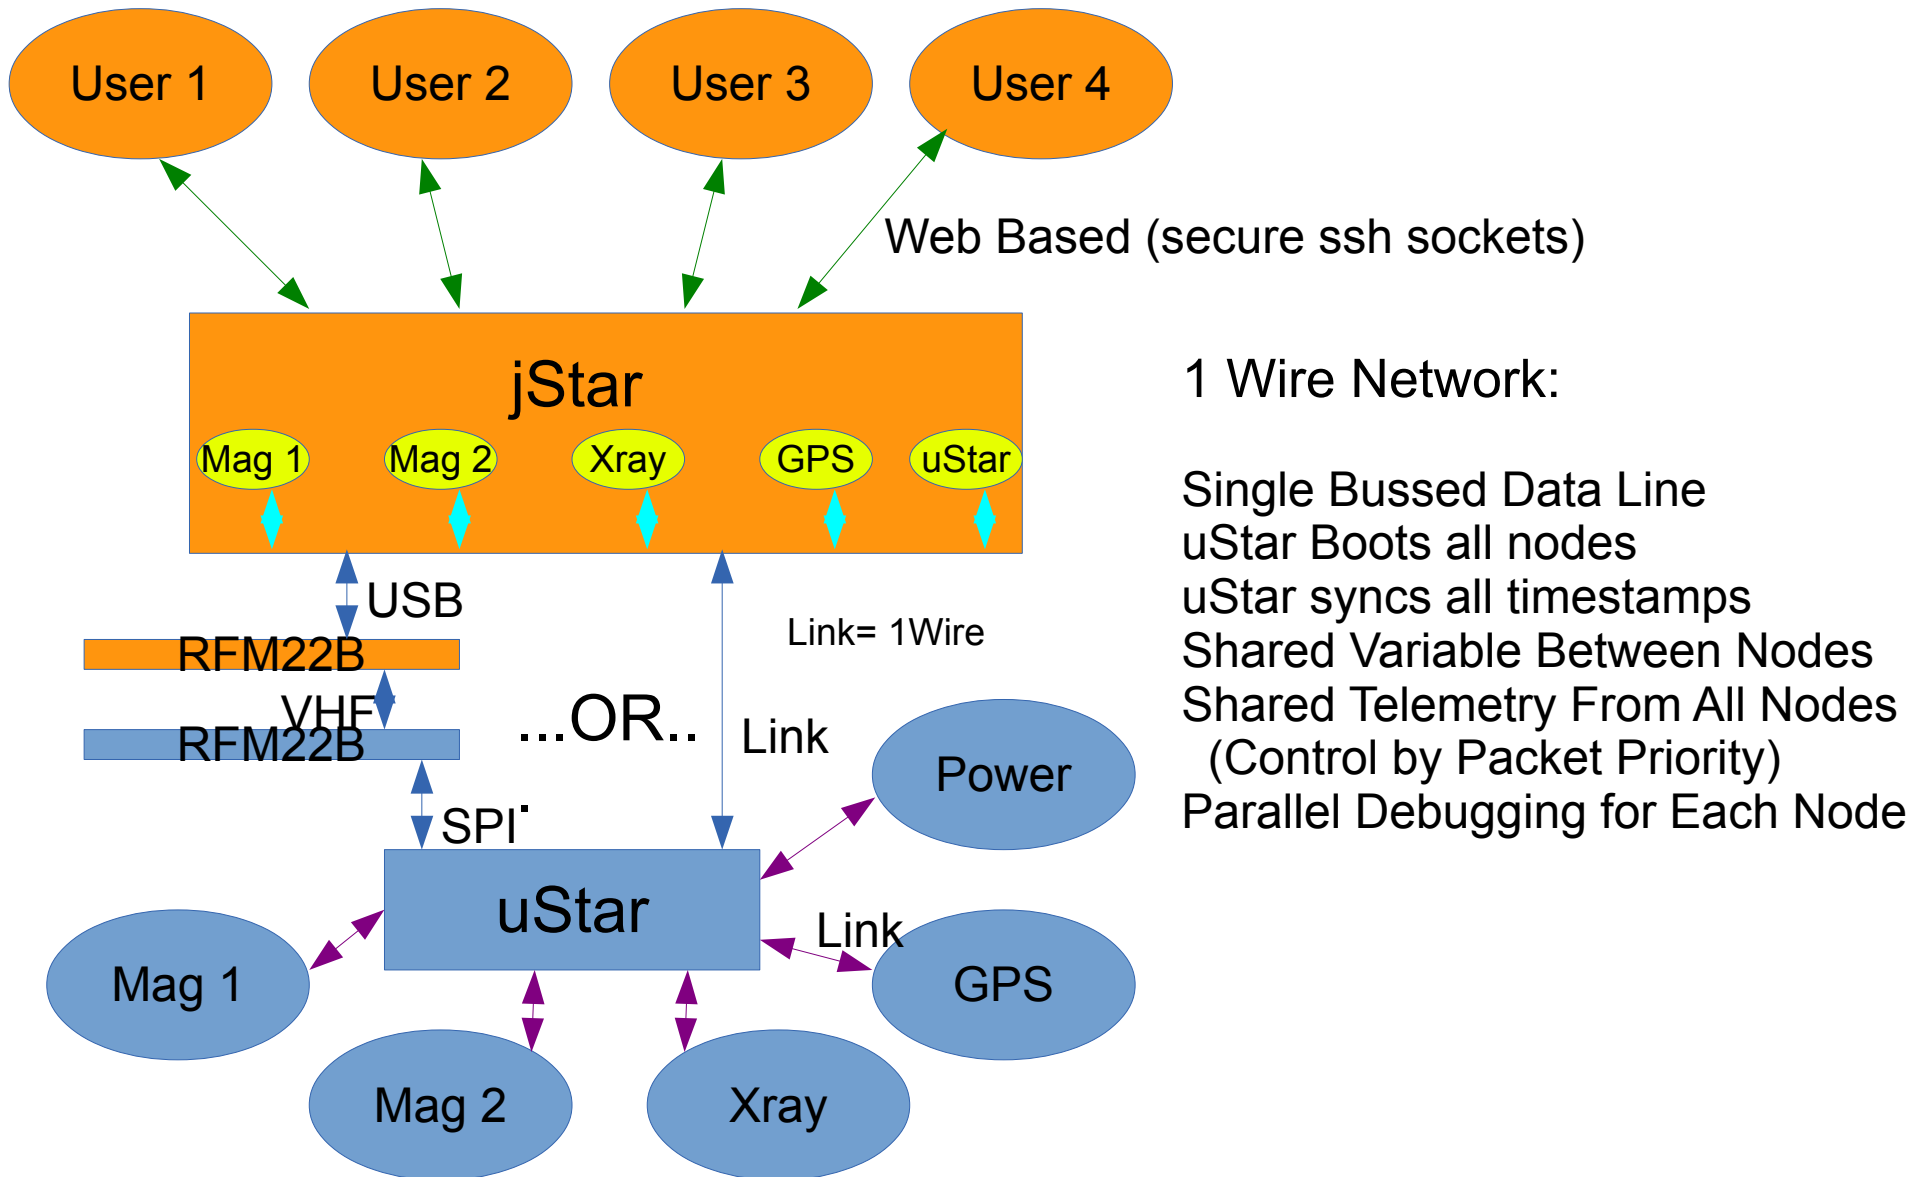 User 1
User 2
User 3
User 4
Web Based (secure ssh sockets)
jStar
Mag 1
Mag 2
Xray
GPS
uStar
USB
RFM22B
VHF
RFM22B
Link= 1Wire
...OR..
.
Link
SPI
uStar
Power
Link
GPS
Mag 1
Mag 2
Xray
1 Wire Network:
Single Bussed Data Line
uStar Boots all nodes
uStar syncs all timestamps
Shared Variable Between Nodes
Shared Telemetry From All Nodes
(Control by Packet Priority)
Parallel Debugging for Each Node